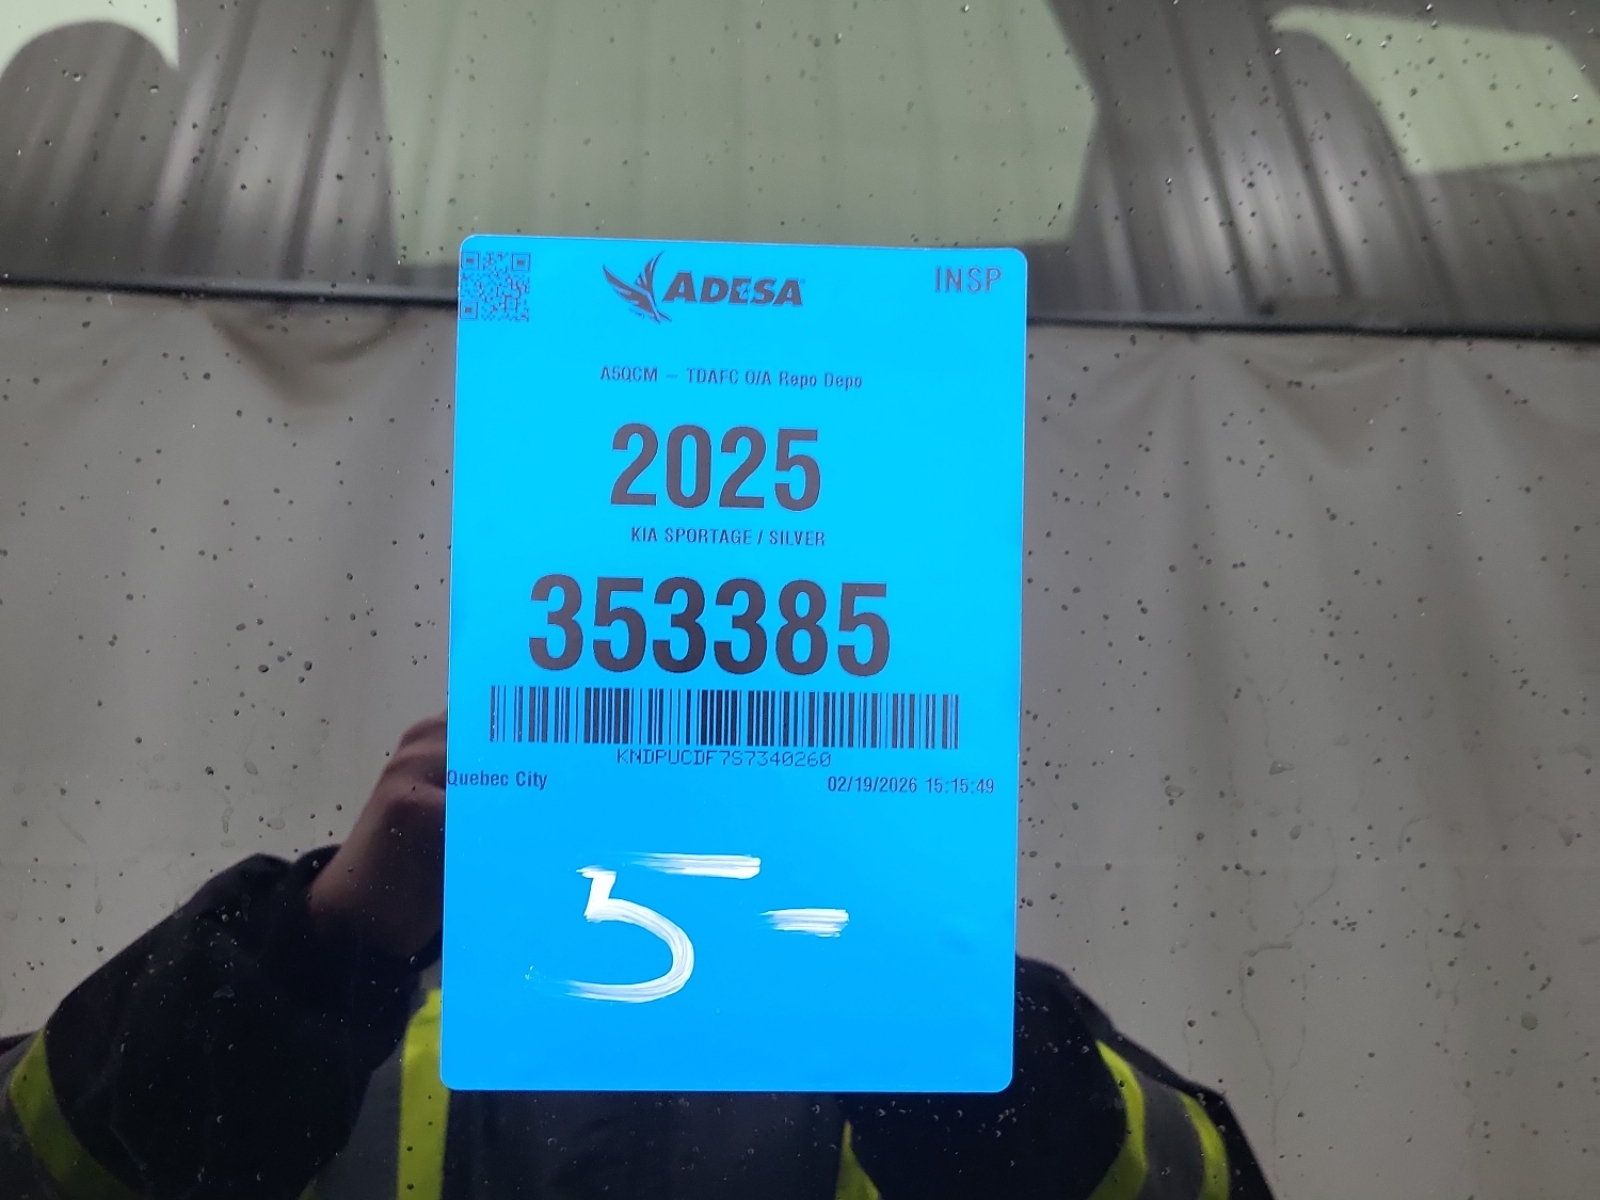 ADESA
INSP
A5QCM - TDAFC O/A Repo Depo
2025
KIA SPORTAGE / SILVER
353385
KNDPUCDF7S7340260
Quebec City
02/19/2026 15:15:49
5-